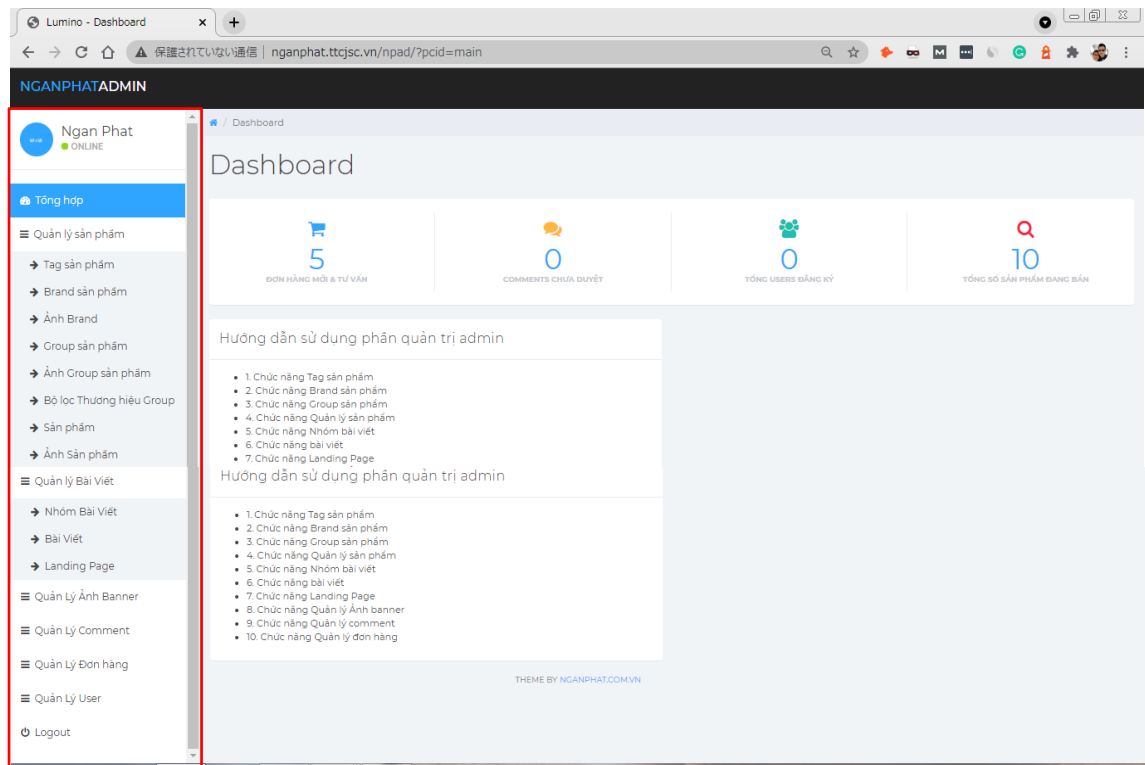 Lumino - Dashboard
保護されていない通信 | nganphat.ttcjsc.vn/npad/?pcid=main
NGANPHATADMIN
Ngan Phat
ONLINE
Tổng hợp
Quản lý sản phẩm
Tag sản phẩm
Brand sản phẩm
Ảnh Brand
Group sản phẩm
Ảnh Group sản phẩm
Bộ lọc Thương hiệu Group
Sản phẩm
Ảnh Sản phẩm
Quản lý Bài Viết
Nhóm Bài Viết
Bài Viết
Landing Page
Quản Lý Ảnh Banner
Quản Lý Comment
Quản Lý Đơn hàng
Quản Lý User
Logout
/ Dashboard
Dashboard
5
ĐƠN HÀNG MỚI & TƯ VẤN
0
COMMENTS CHƯA DUYỆT
0
TỔNG USERS ĐĂNG KÝ
10
TỔNG SỐ SẢN PHẨM ĐANG BÁN
Hướng dẫn sử dụng phần quản trị admin
1. Chức năng Tag sản phẩm
2. Chức năng Brand sản phẩm
3. Chức năng Group sản phẩm
4. Chức năng Quản lý sản phẩm
5. Chức năng Nhóm bài viết
6. Chức năng bài viết
7. Chức năng Landing Page
Hướng dẫn sử dụng phần quản trị admin
1. Chức năng Tag sản phẩm
2. Chức năng Brand sản phẩm
3. Chức năng Group sản phẩm
4. Chức năng Quản lý sản phẩm
5. Chức năng Nhóm bài viết
6. Chức năng bài viết
7. Chức năng Landing Page
8. Chức năng Quản lý Ảnh banner
9. Chức năng Quản lý comment
10. Chức năng Quản lý đơn hàng
THEME BY NGANPHAT.COM.VN